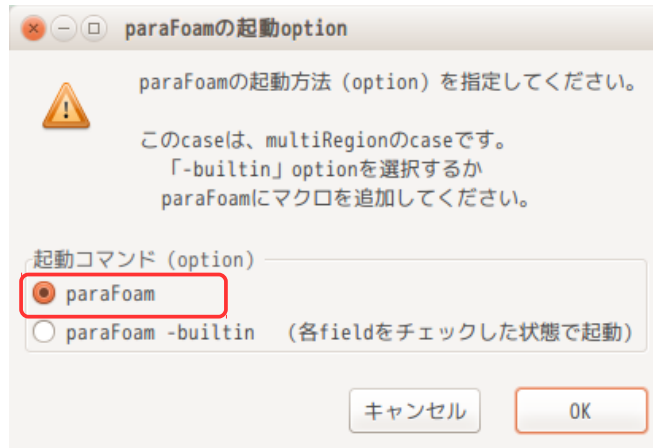 paraFoamの起動option
paraFoamの起動方法 (option) を指定してください。
このcaseは、multiRegionのcaseです。
「-builtin」optionを選択するか
paraFoamにマクロを追加してください。
起動コマンド (option)
paraFoam
paraFoam -builtin (各fieldをチェックした状態で起動)
キャンセル
OK